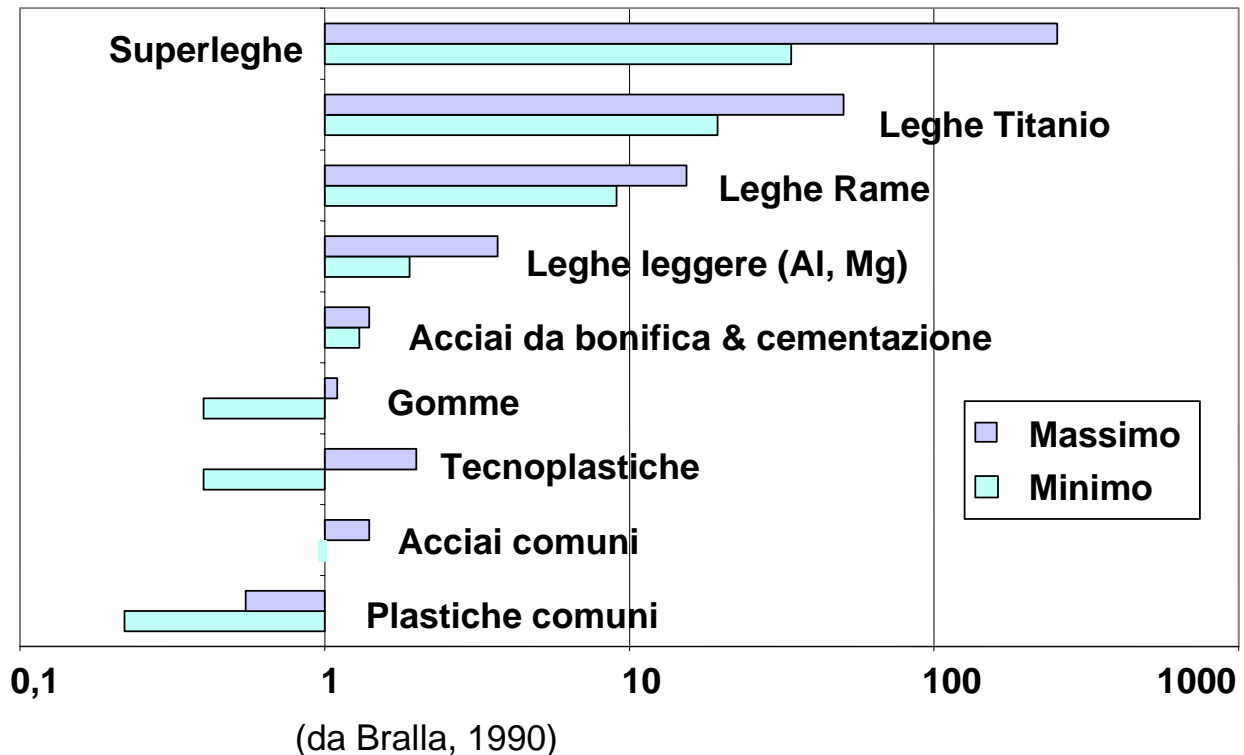 Superleghe
Leghe Titanio
Leghe Rame
Leghe leggere (Al, Mg)
Acciai da bonifica & cementazione
Gomme
Tecnoplastiche
Acciai comuni
Plastiche comuni
Massimo
Minimo
0,1 1 10 100 1000
(da Bralla, 1990)